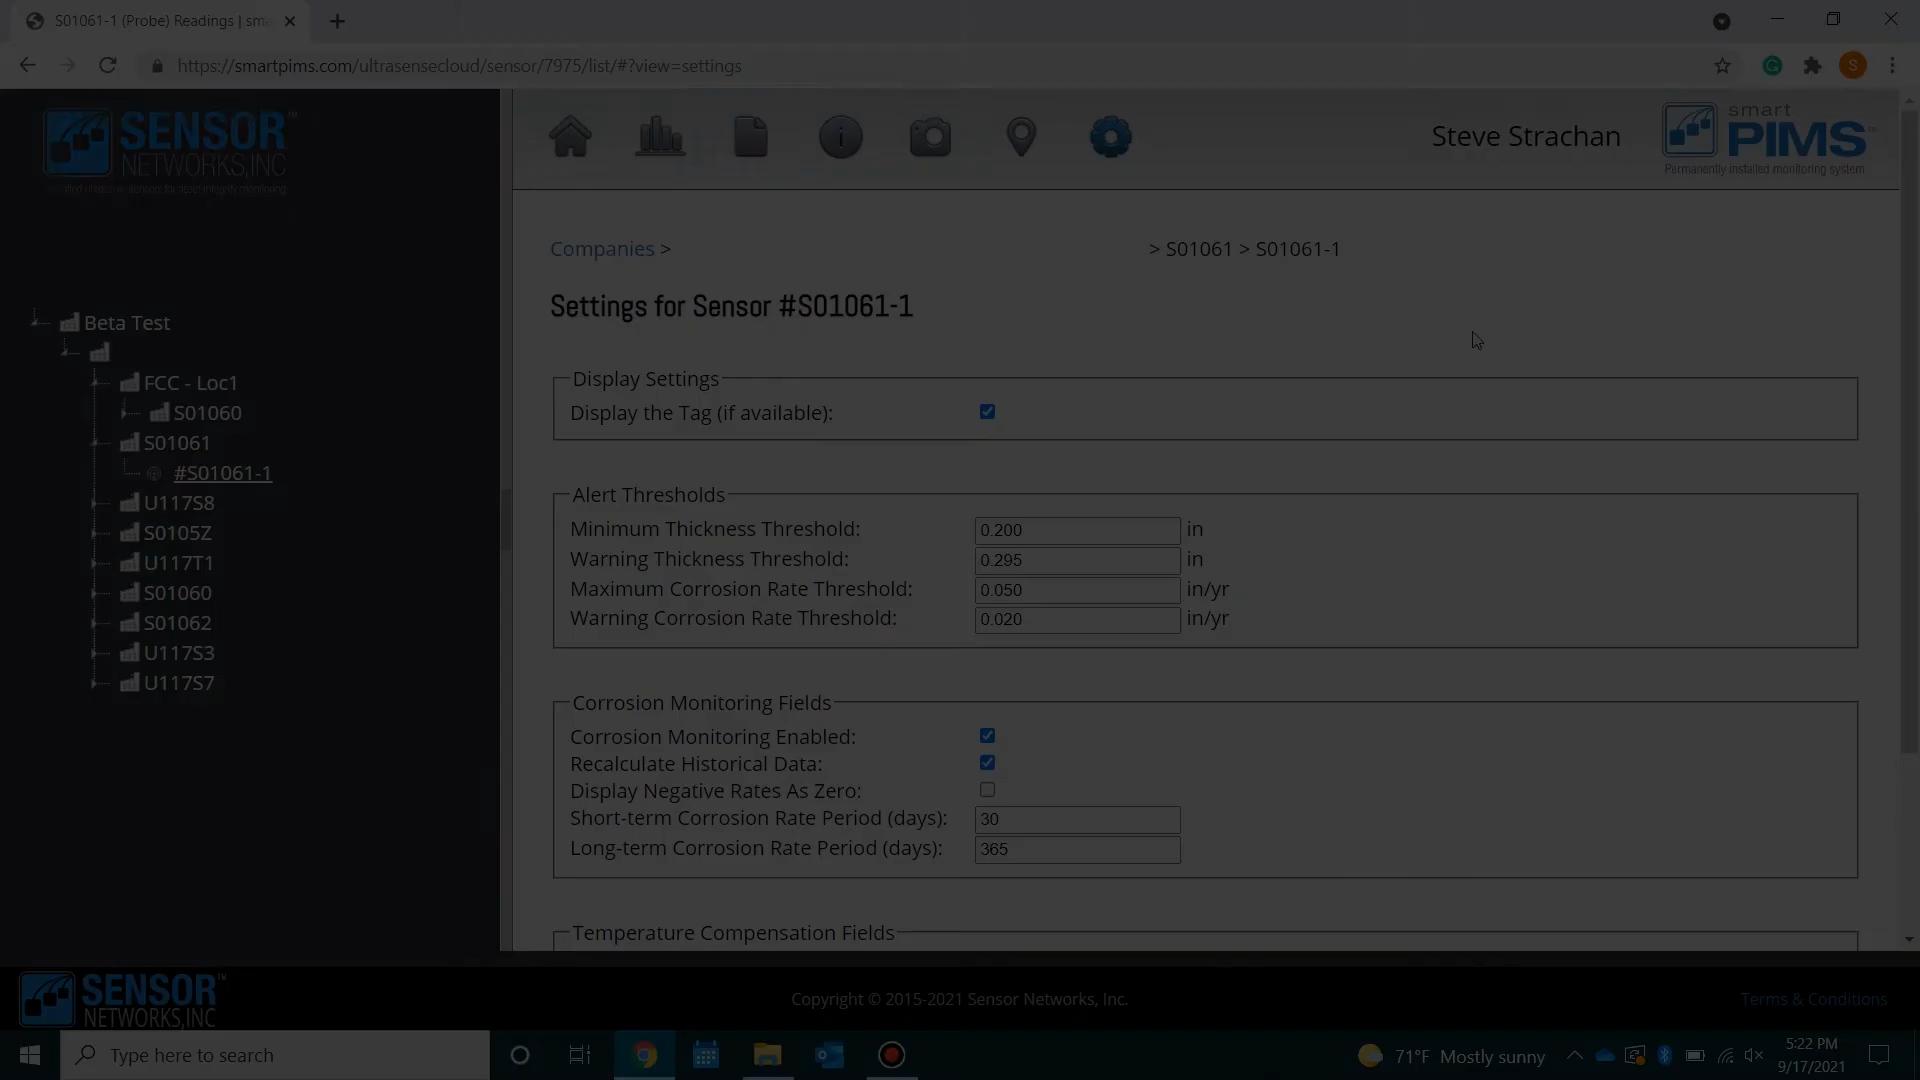 S01061-1 (Probe) Readings | sma
https://smartpims.com/ultrasensecloud/sensor/7975/list/#?view=settings
SENSOR
NETWORKS,INC
Steve Strachan
smart
PIMS
Permanently installed monitoring system
Companies >
> S01061 > S01061-1
Settings for Sensor #S01061-1
Beta Test
FCC - Loc1
S01060
S01061
#S01061-1
U117S8
S0105Z
U117T1
S01060
S01062
U117S3
U117S7
Display Settings
Display the Tag (if available):
Alert Thresholds
Minimum Thickness Threshold: 0.200 in
Warning Thickness Threshold: 0.295 in
Maximum Corrosion Rate Threshold: 0.050 in/yr
Warning Corrosion Rate Threshold: 0.020 in/yr
Corrosion Monitoring Fields
Corrosion Monitoring Enabled:
Recalculate Historical Data:
Display Negative Rates As Zero:
Short-term Corrosion Rate Period (days): 30
Long-term Corrosion Rate Period (days): 365
Temperature Compensation Fields
SENSOR™
NETWORKS,INC
Copyright © 2015-2021 Sensor Networks, Inc.
Terms & Conditions
Type here to search
71°F Mostly sunny
5:22 PM
9/17/2021